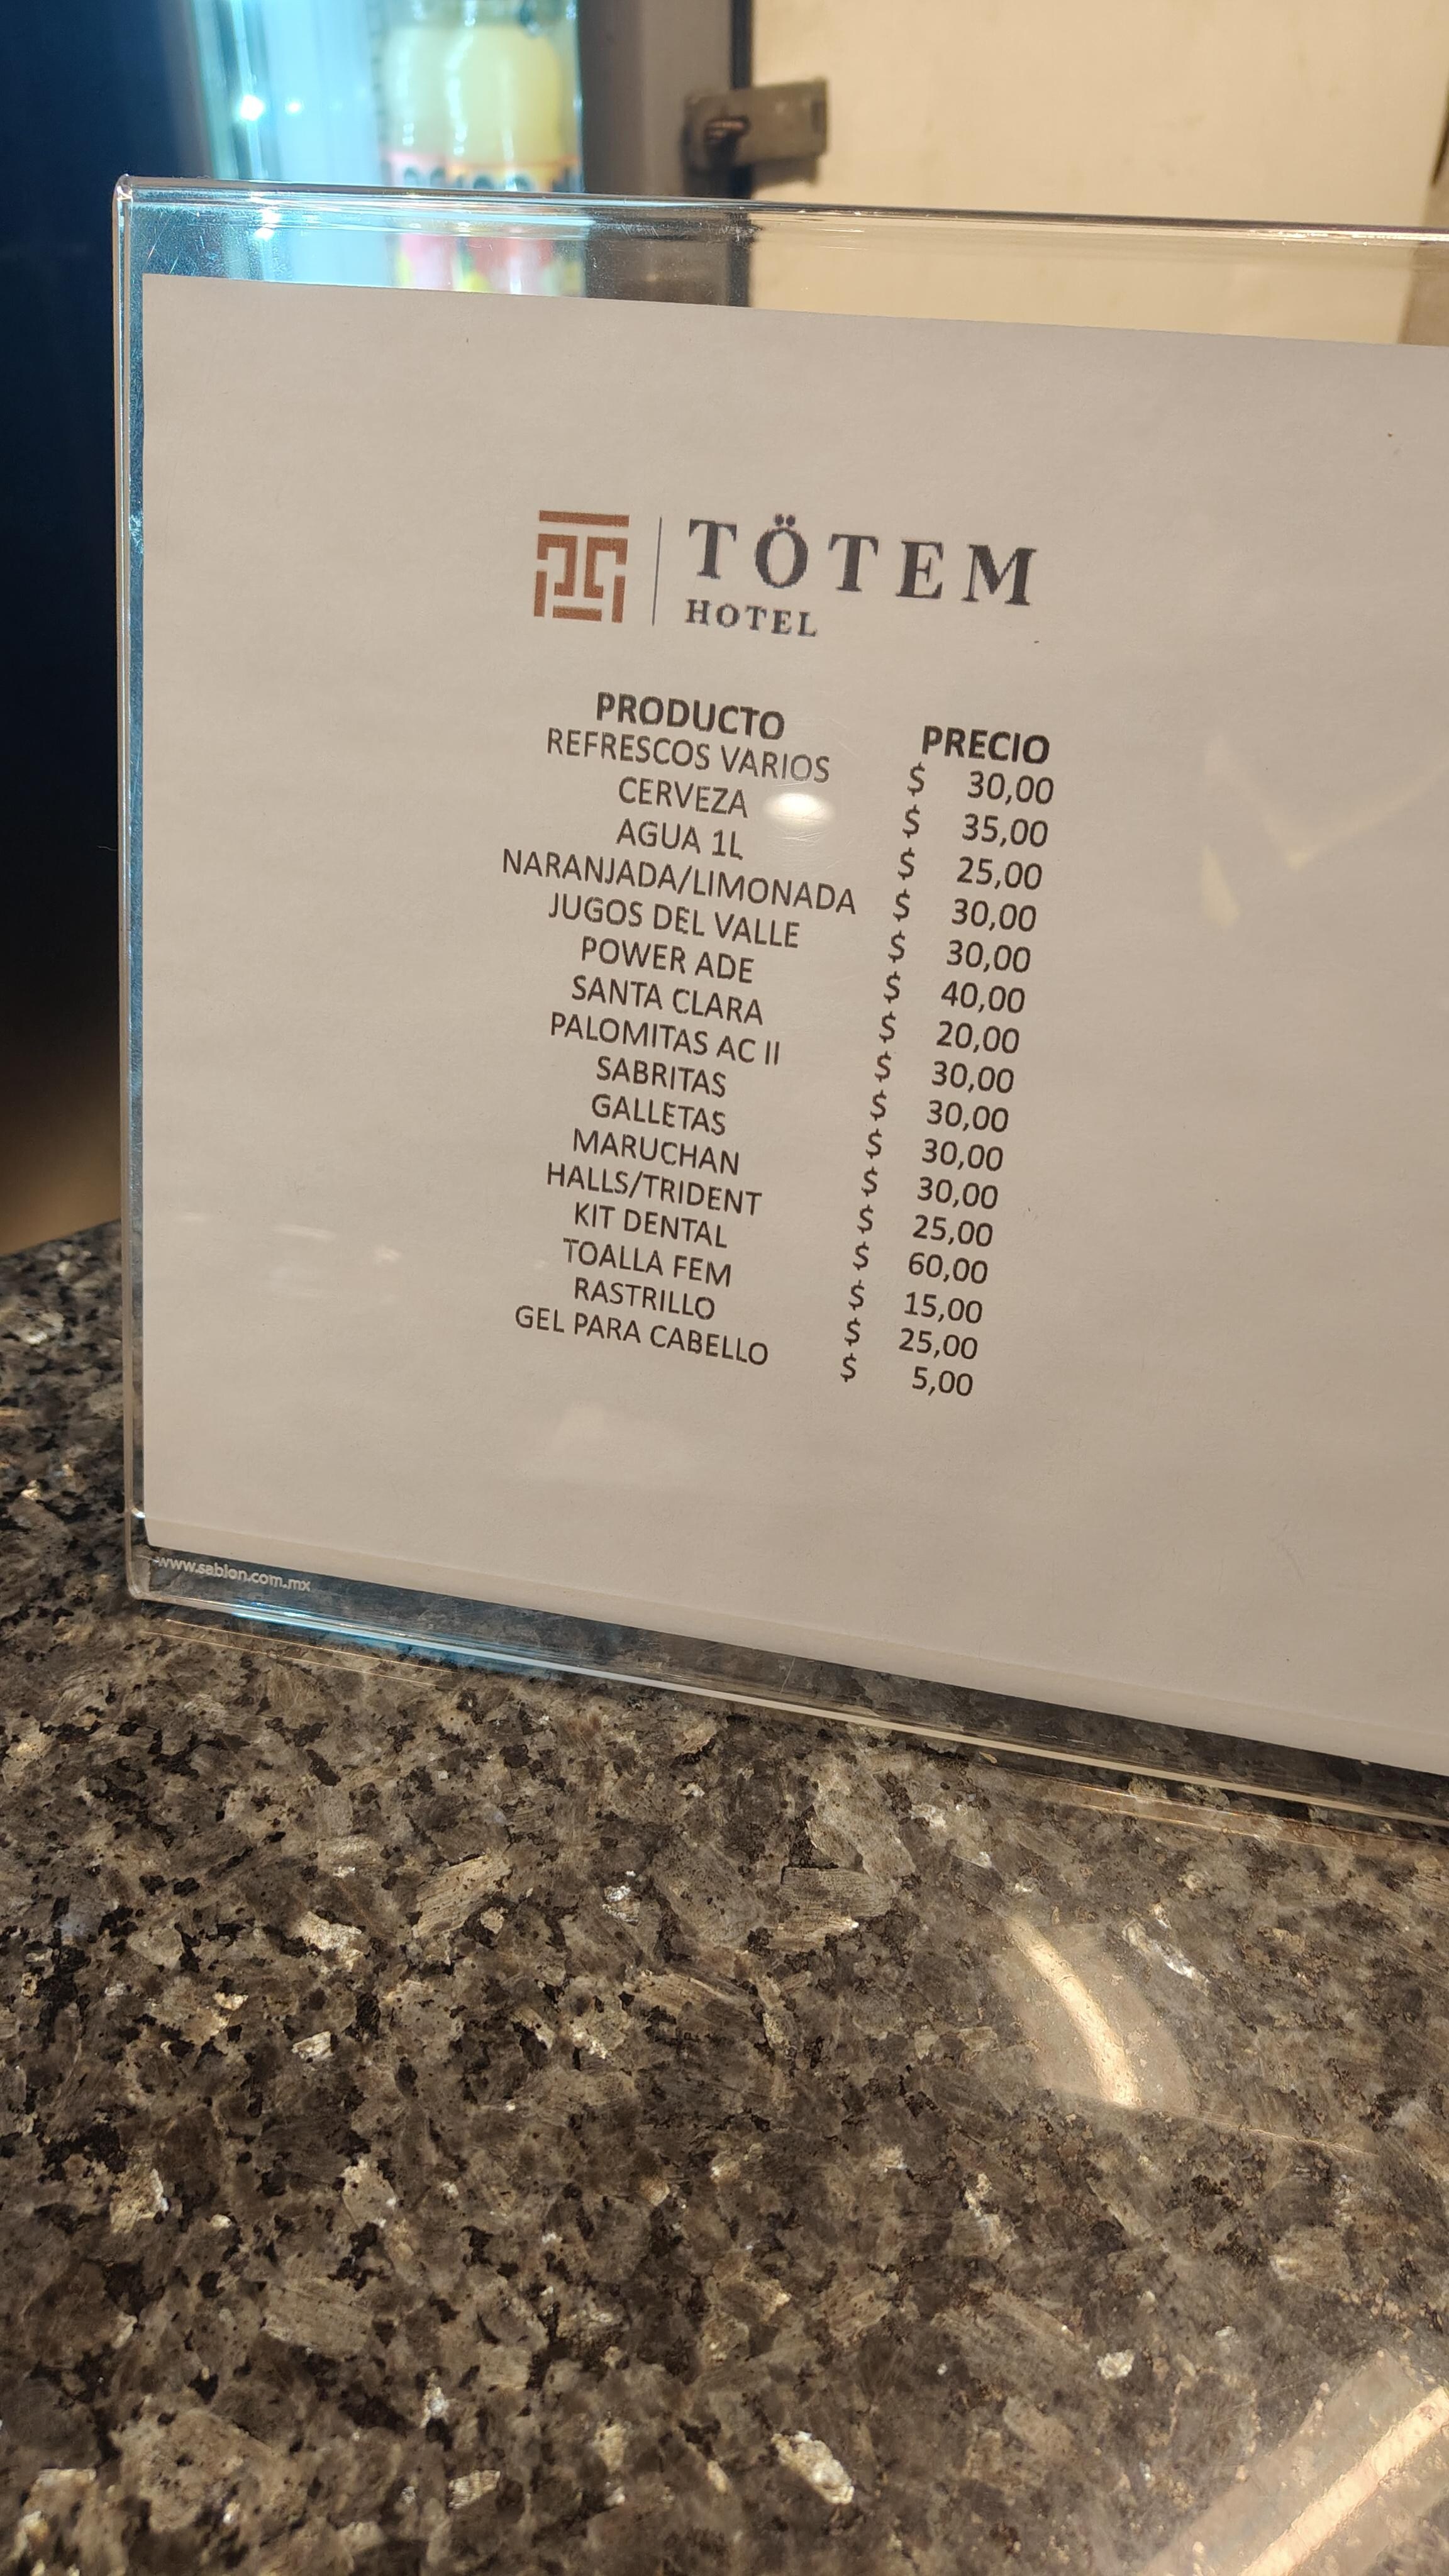 TÖTEM
HOTEL
PRODUCTO PRECIO
REFRESCOS VARIOS $ 30,00
CERVEZA $ 35,00
AGUA 1L $ 25,00
NARANJADA/LIMONADA $ 30,00
JUGOS DEL VALLE $ 30,00
POWER ADE $ 40,00
SANTA CLARA $ 20,00
PALOMITAS AC II $ 30,00
SABRITAS $ 30,00
GALLETAS $ 30,00
MARUCHAN $ 30,00
HALLS/TRIDENT $ 25,00
KIT DENTAL $ 60,00
TOALLA FEM $ 15,00
RASTRILLO $ 25,00
GEL PARA CABELLO $ 5,00
www.sablon.com.mx